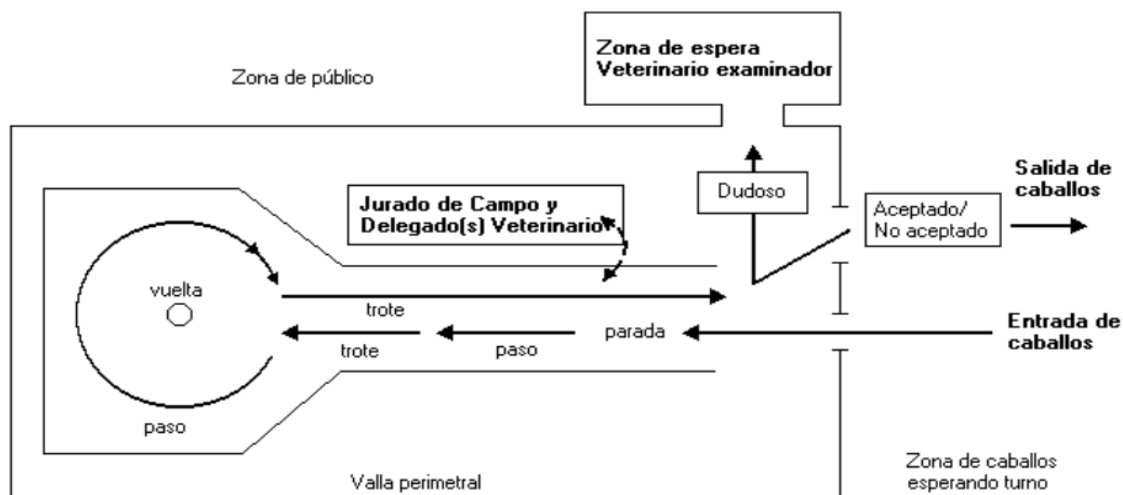 Zona de espera
Veterinario examinador
Zona de público
Dudoso
Salida de
caballos
Jurado de Campo y
Delegado(s) Veterinario
Aceptado/
No aceptado
vuelta
trote
Entrada de
caballos
parada
trote
paso
paso
Valla perimetral
Zona de caballos
esperando turno